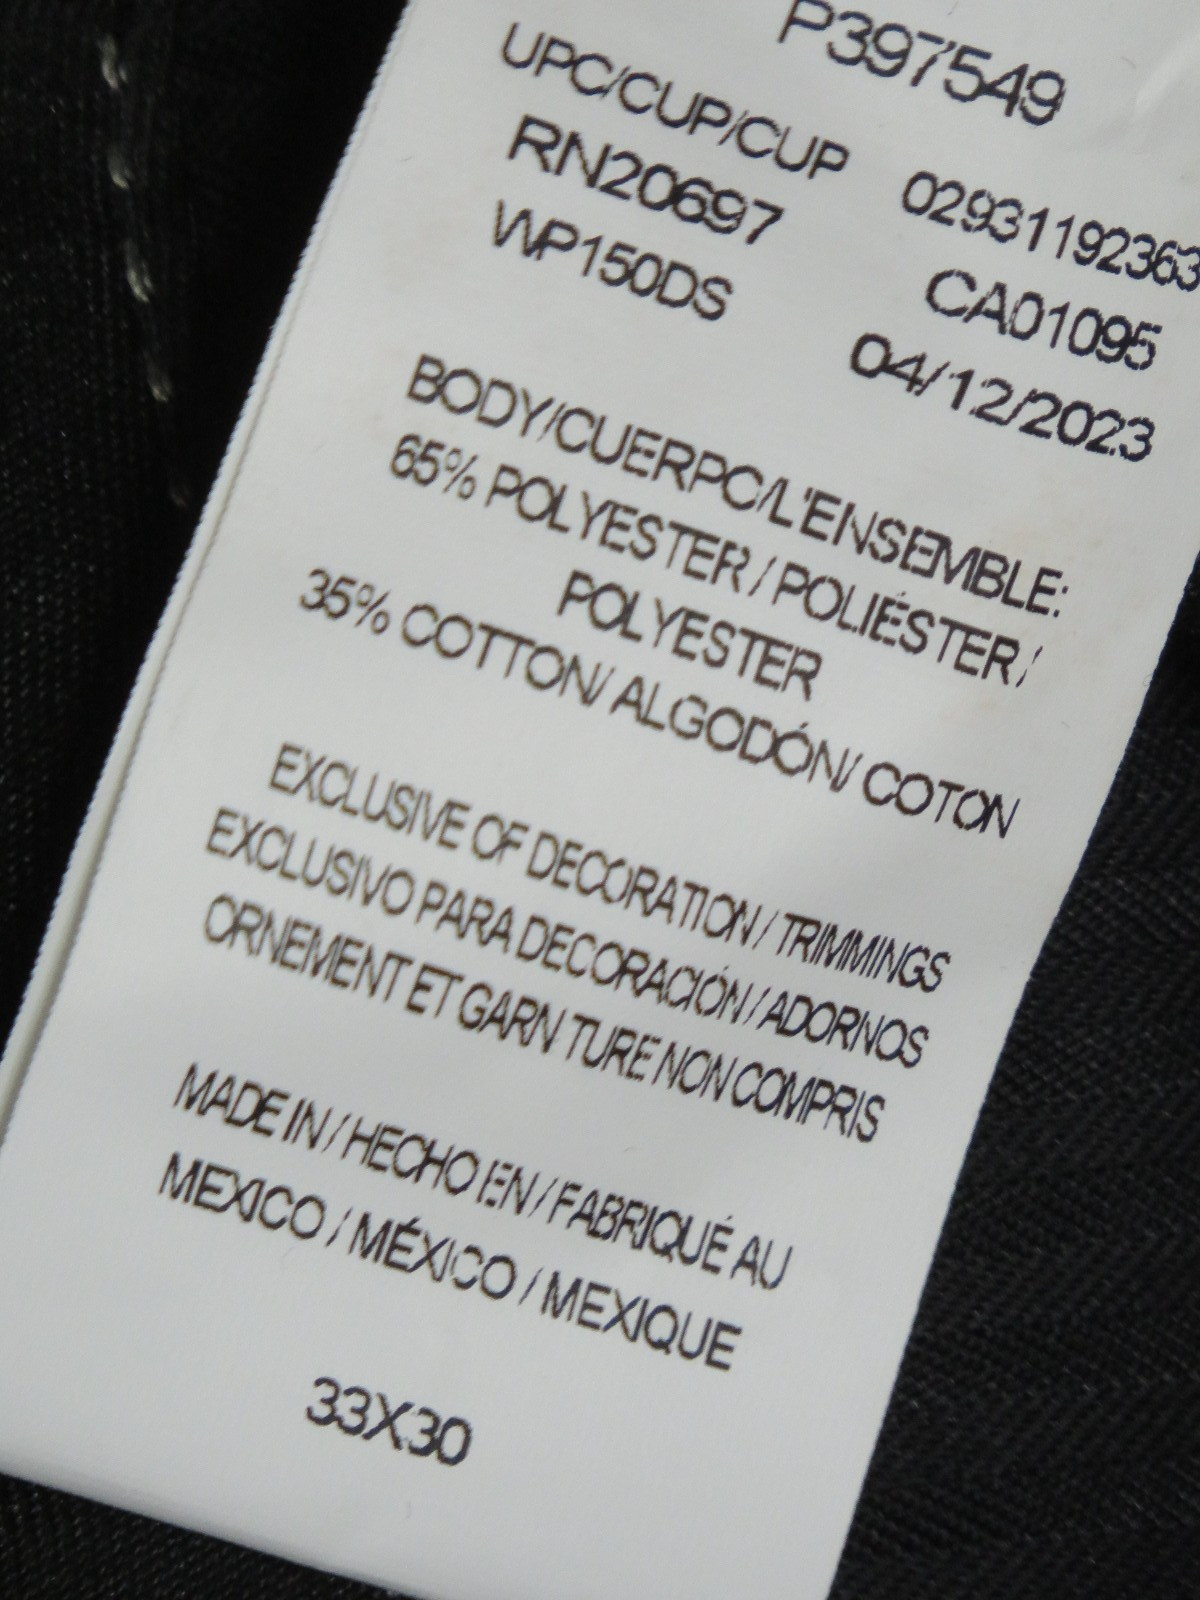 P397549
UPC/CUP/CUP 02931192363
RN20697 CA01095
WP150DS 04/12/2023
BODY/CUERPO/L'ENSEMBLE:
65% POLYESTER / POLIÉSTER /
POLYESTER
35% COTTON/ ALGODÓN/ COTON
EXCLUSIVE OF DECORATION / TRIMMINGS
EXCLUSIVO PARA DECORACIÓN / ADORNOS
ORNEMENT ET GARN TURE NON COMPRIS
MADE IN / HECHO EN / FABRIQUÉ AU
MEXICO / MÉXICO / MEXIQUE
33X30